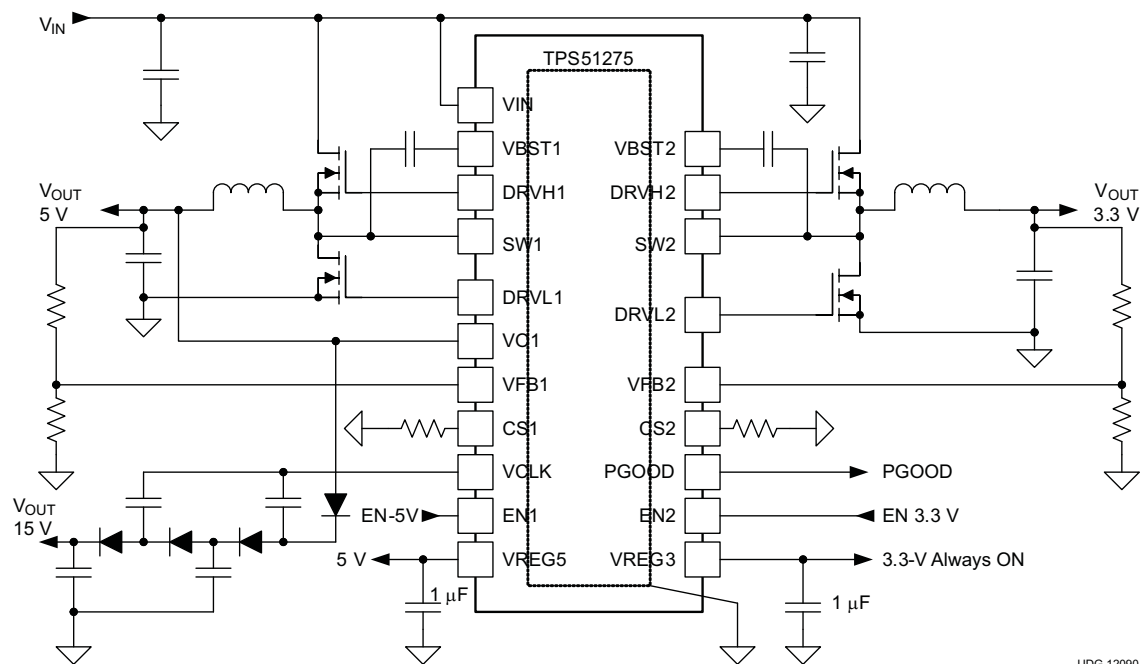 VIN
TPS51275
VIN
VBST1
VBST2
DRVH1
DRVH2
VOUT
5 V
VOUT
3.3 V
SW1
SW2
DRVL1
DRVL2
VO1
VFB1
VFB2
CS1
CS2
VCLK
PGOOD
PGOOD
VOUT
15 V
EN-5V
EN1
EN2
EN 3.3 V
5 V
VREG5
VREG3
3.3-V Always ON
1 μF
1 μF
UDG-12090